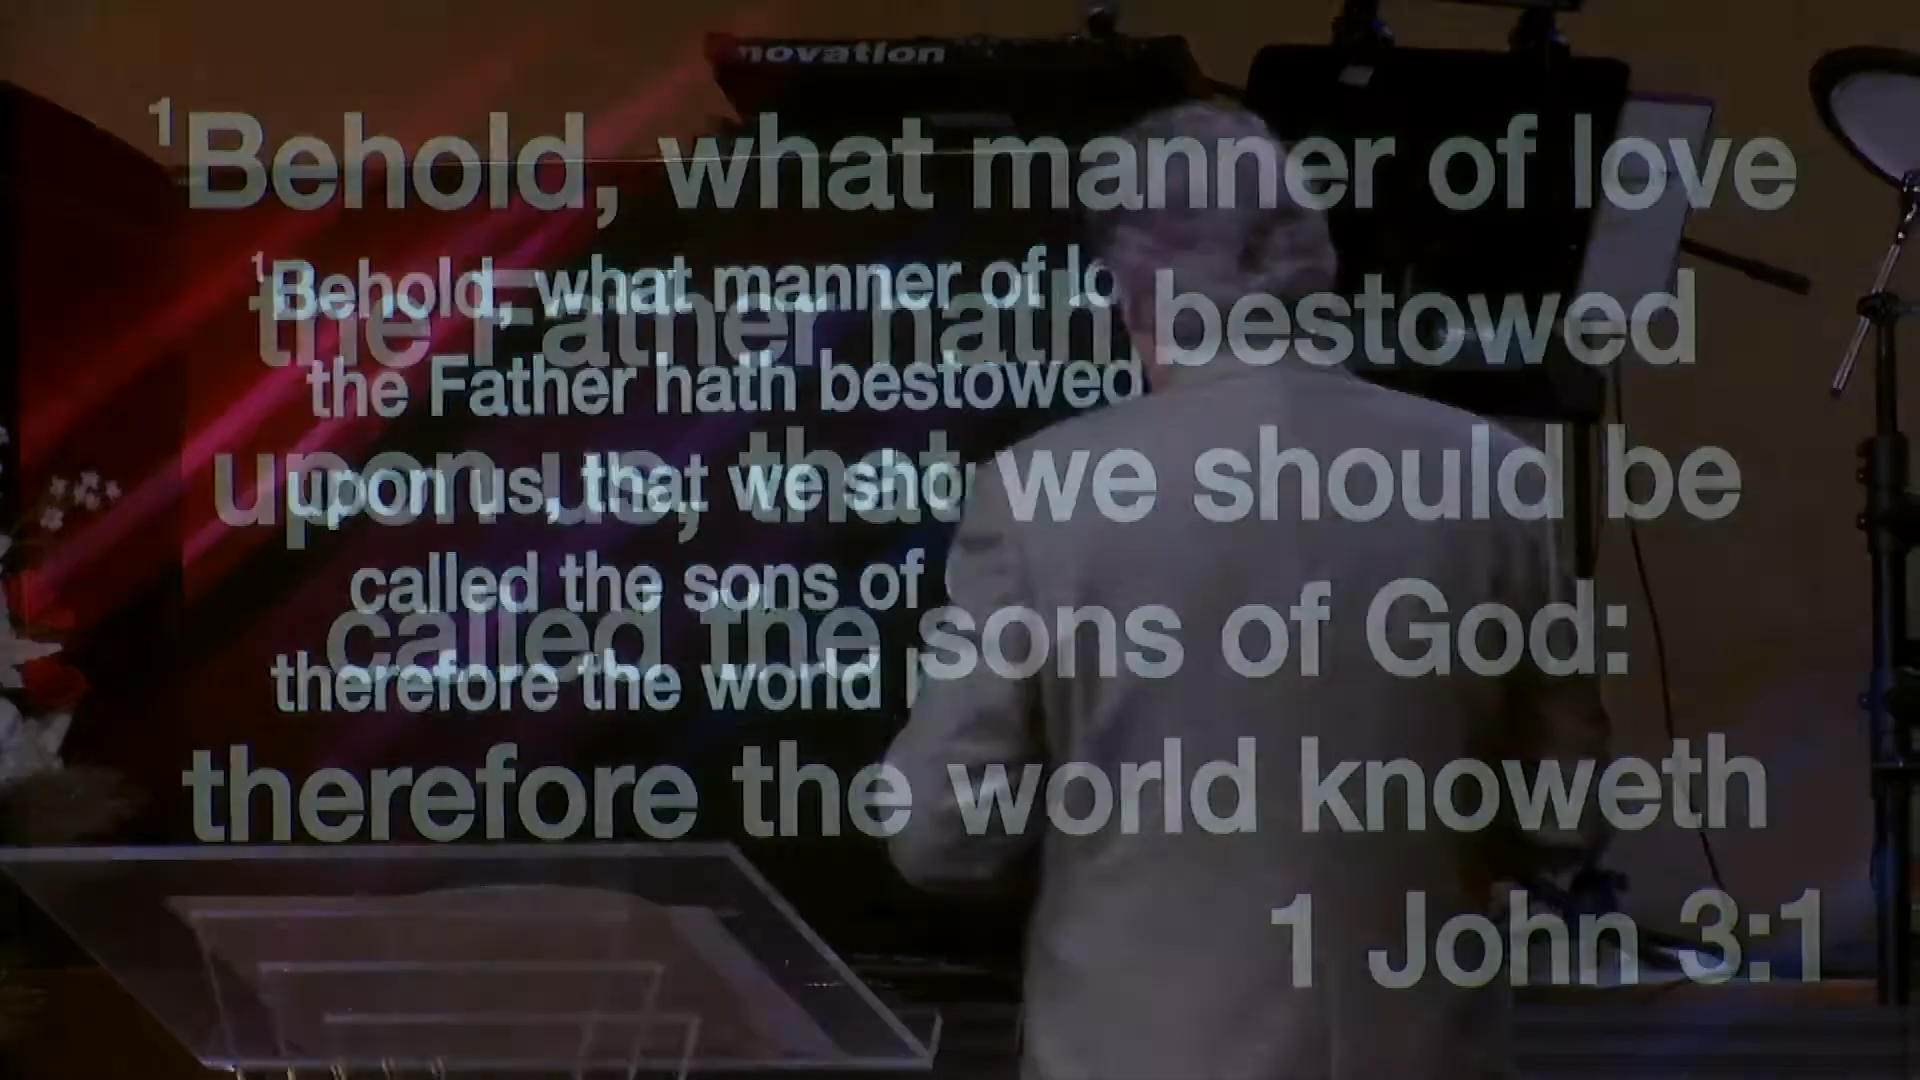 novation
1Behold, what manner of love
the Father hath bestowed
upon us, that we should be
called the sons of God:
therefore the world knoweth
1 John 3:1
1Behold, what manner of lo
the Father hath bestowed
upon us, that we sho
called the sons of
therefore the world